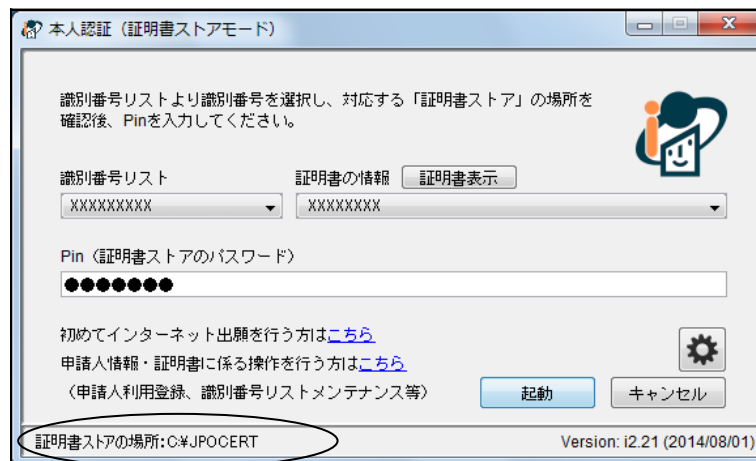 本人認証（証明書ストアモード）
識別番号リストより識別番号を選択し、対応する「証明書ストア」の場所を
確認後、Pinを入力してください。
識別番号リスト 証明書の情報 証明書表示
XXXXXXXXX XXXXXXXX
Pin（証明書ストアのパスワード）
●●●●●●●
初めてインターネット出願を行う方はこちら
申請人情報・証明書に係る操作を行う方はこちら
（申請人利用登録、識別番号リストメンテナンス等） 起動 キャンセル
証明書ストアの場所:C:¥JPOCERT Version: i2.21 (2014/08/01)